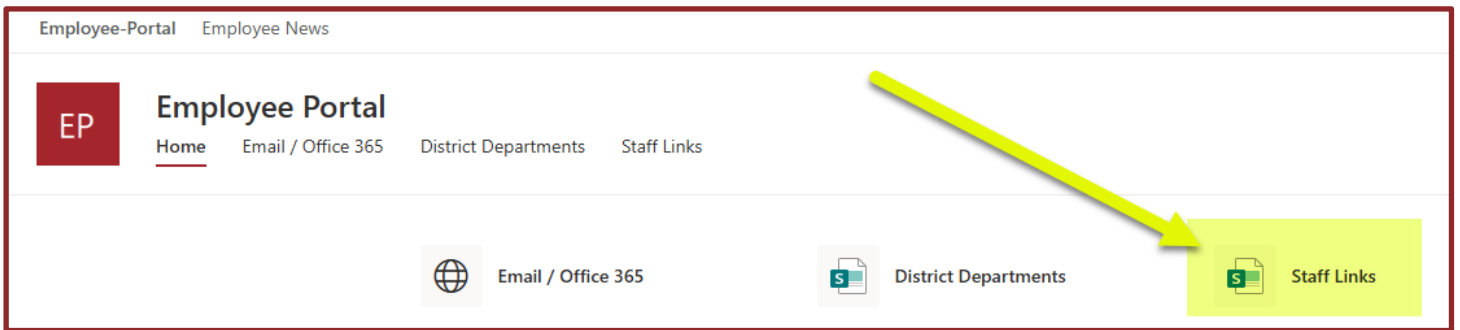 Employee-Portal Employee News
EP
Employee Portal
Home Email / Office 365 District Departments Staff Links
Email / Office 365 S District Departments S Staff Links